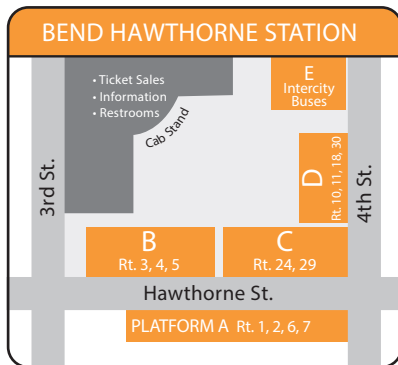 BEND HAWTHORNE STATION
• Ticket Sales
• Information
• Restrooms
Cab Stand
E
Intercity
Buses
3rd St.
D
Rt. 10, 11, 18, 30
4th St.
B
Rt. 3, 4, 5
C
Rt. 24, 29
Hawthorne St.
PLATFORM A Rt. 1, 2, 6, 7